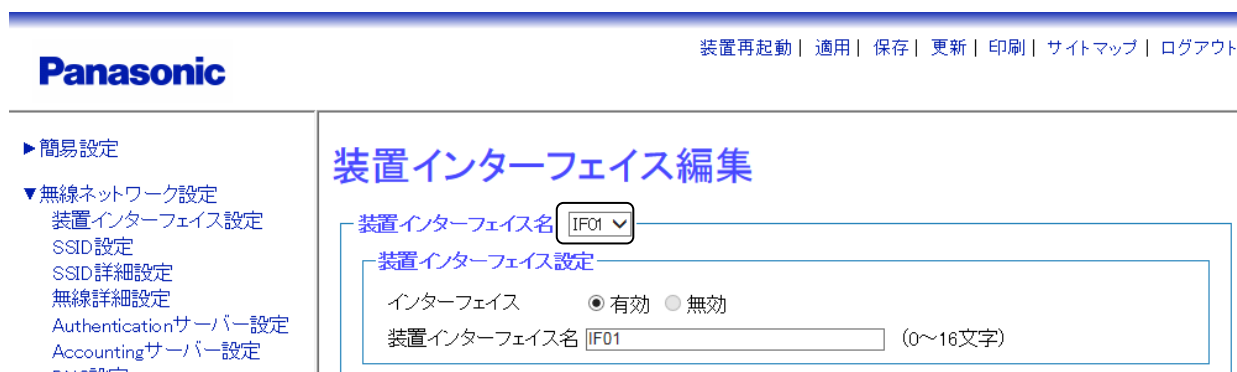 装置再起動| 適用| 保存| 更新| 印刷| サイトマップ| ログアウト
Panasonic
▶簡易設定
▼無線ネットワーク設定
装置インターフェイス設定
SSID設定
SSID詳細設定
無線詳細設定
Authenticationサーバー設定
Accountingサーバー設定
装置インターフェイス編集
装置インターフェイス名 IF01
装置インターフェイス設定
インターフェイス 有効 無効
装置インターフェイス名 IF01 (0～16文字)